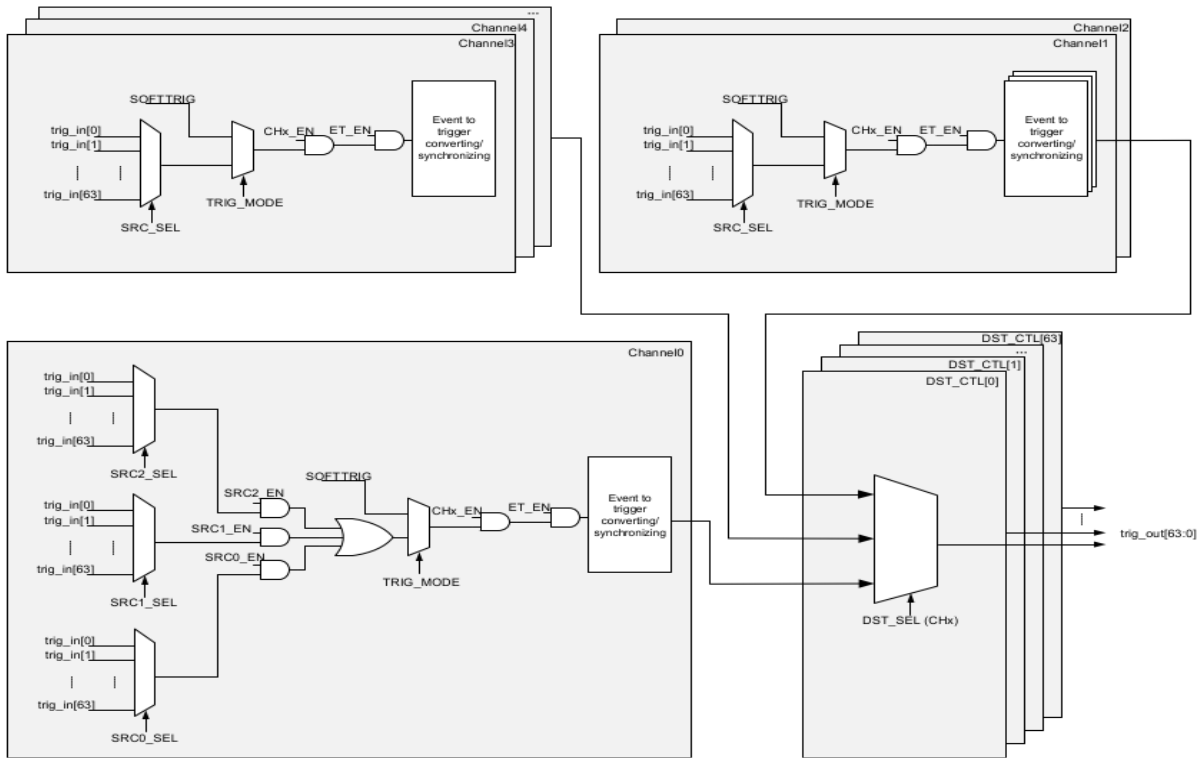 ...
Channel4
Channel3
SOFTTRIG
trig_in[0]
trig_in[1]
|
|
trig_in[63]
SRC_SEL
TRIG_MODE
CHx_EN
ET_EN
Event to
trigger
converting/
synchronizing
Channel2
Channel1
SOFTTRIG
trig_in[0]
trig_in[1]
|
|
trig_in[63]
SRC_SEL
TRIG_MODE
CHx_EN
ET_EN
Event to
trigger
converting/
synchronizing
Channel0
trig_in[0]
trig_in[1]
|
|
trig_in[63]
SRC2_SEL
trig_in[0]
trig_in[1]
|
|
trig_in[63]
SRC1_SEL
trig_in[0]
trig_in[1]
|
|
trig_in[63]
SRC0_SEL
SRC2_EN
SRC1_EN
SRC0_EN
SOFTTRIG
TRIG_MODE
CHx_EN
ET_EN
Event to
trigger
converting/
synchronizing
DST_CTL[63]
...
DST_CTL[1]
DST_CTL[0]
DST_SEL (CHx)
|
trig_out[63:0]